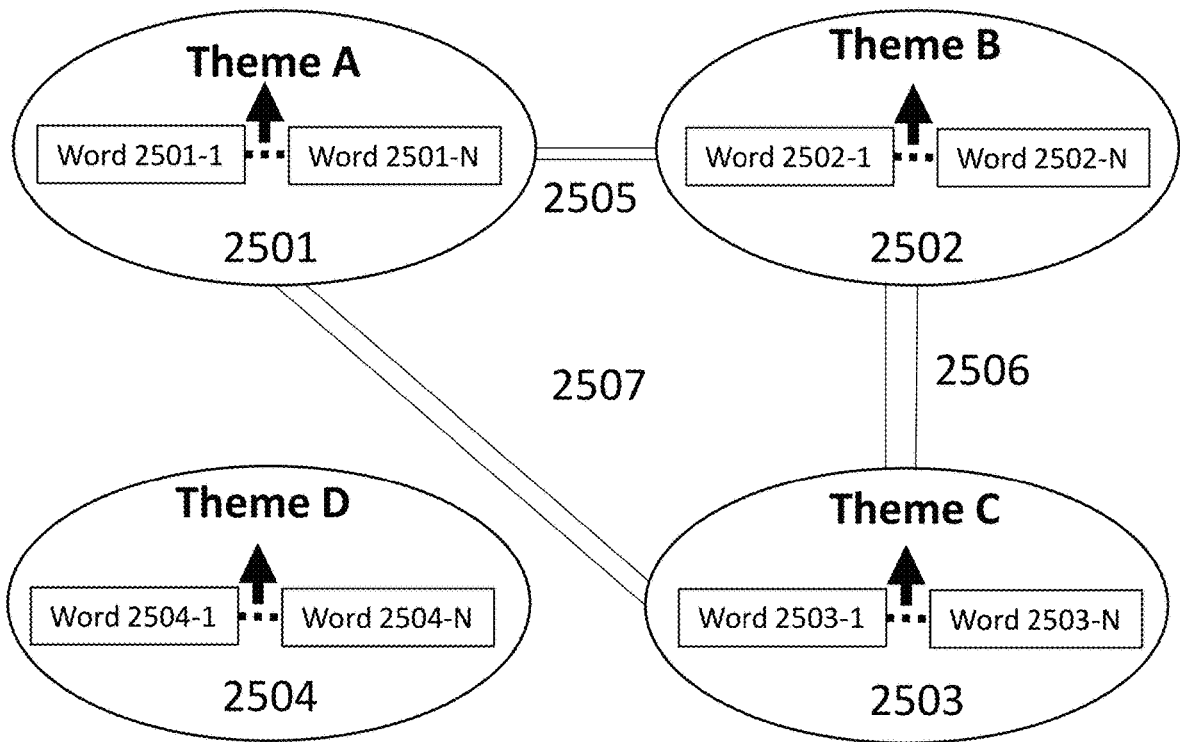 Theme A
Word 2501-1
Word 2501-N
2501
2505
Theme B
Word 2502-1
Word 2502-N
2502
2507
2506
Theme D
Word 2504-1
Word 2504-N
2504
Theme C
Word 2503-1
Word 2503-N
2503